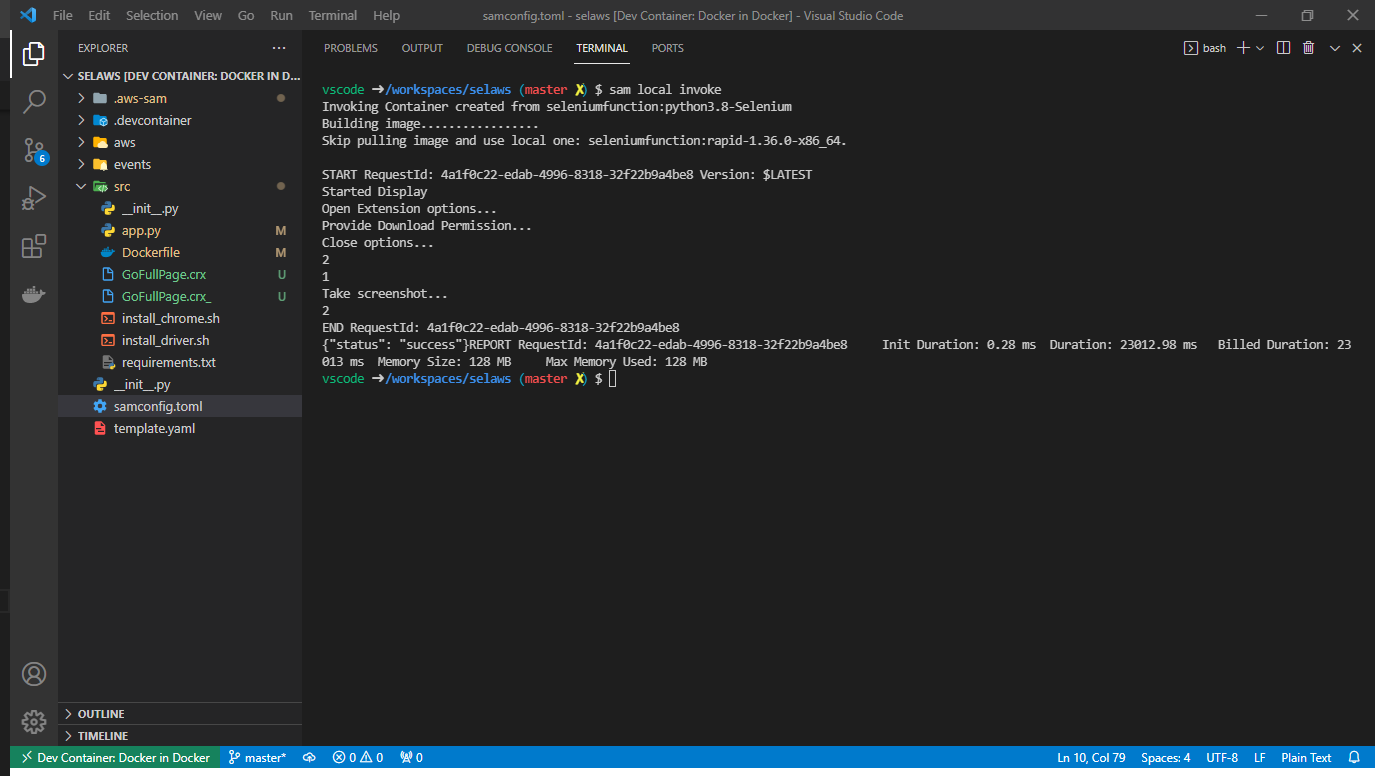 File Edit Selection View Go Run Terminal Help samconfig.toml - selaws [Dev Container: Docker in Docker] - Visual Studio Code
EXPLORER
SELAWS [DEV CONTAINER: DOCKER IN D...
.aws-sam
.devcontainer
aws
events
src
__init__.py
app.py M
Dockerfile M
GoFullPage.crx U
GoFullPage.crx_ U
install_chrome.sh
install_driver.sh
requirements.txt
__init__.py
samconfig.toml
template.yaml
OUTLINE
TIMELINE
6
PROBLEMS OUTPUT DEBUG CONSOLE TERMINAL PORTS bash
vscode ➜/workspaces/selaws (master ✗) $ sam local invoke
Invoking Container created from seleniumfunction:python3.8-Selenium
Building image.................
Skip pulling image and use local one: seleniumfunction:rapid-1.36.0-x86_64.
START RequestId: 4a1f0c22-edab-4996-8318-32f22b9a4be8 Version: $LATEST
Started Display
Open Extension options...
Provide Download Permission...
Close options...
2
1
Take screenshot...
2
END RequestId: 4a1f0c22-edab-4996-8318-32f22b9a4be8
{"status": "success"}REPORT RequestId: 4a1f0c22-edab-4996-8318-32f22b9a4be8 Init Duration: 0.28 ms Duration: 23012.98 ms Billed Duration: 23
013 ms Memory Size: 128 MB Max Memory Used: 128 MB
vscode ➜/workspaces/selaws (master ✗) $
Dev Container: Docker in Docker master* 0 0 0 Ln 10, Col 79 Spaces: 4 UTF-8 LF Plain Text